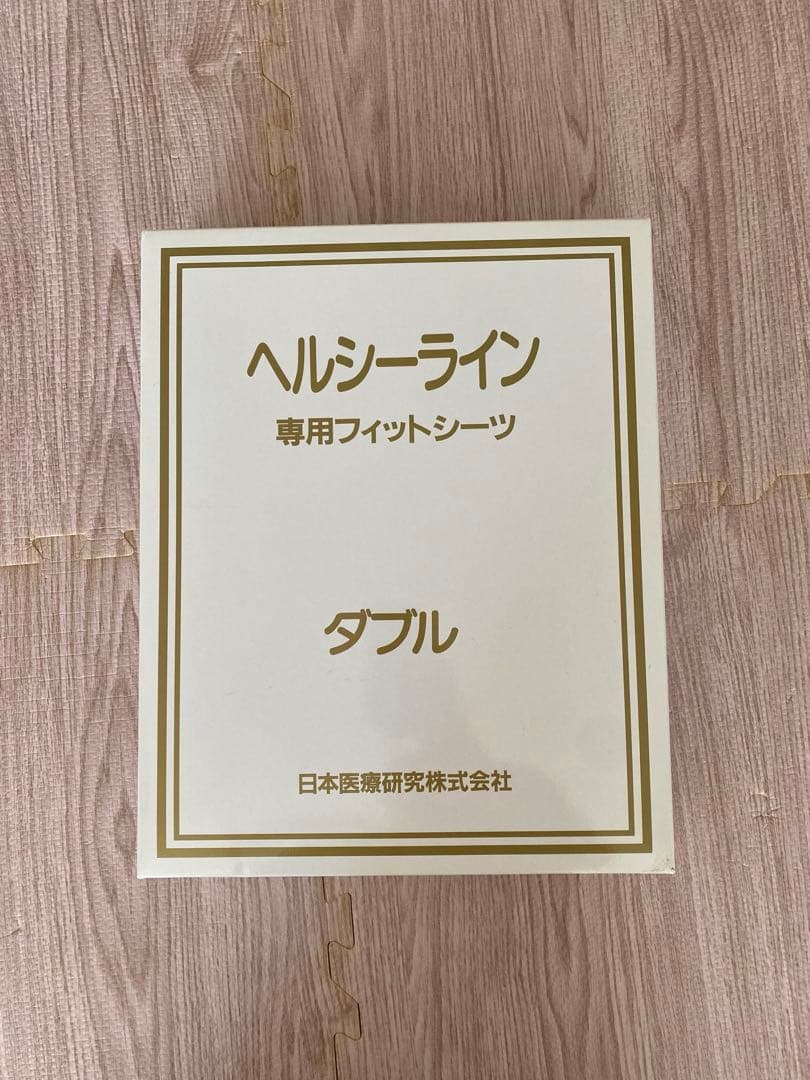 ヘルシーライン
専用フィットシーツ
ダブル
日本医療研究株式会社